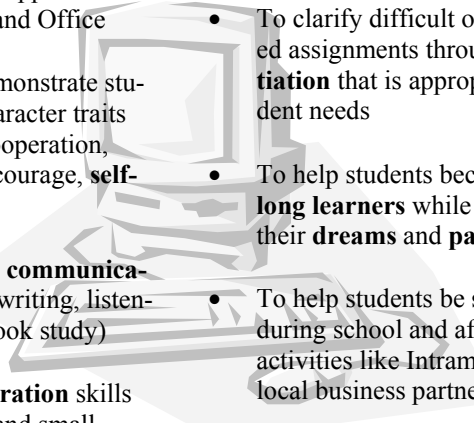 and Office
monstrate stu-
aracter traits
operation,
courage, self-
communica-
writing, listen-
ook study)
ration skills
and small
• To clarify difficult o
ed assignments throu
tiation that is approp
dent needs
• To help students bec
long learners while
their dreams and pa
• To help students be s
during school and af
activities like Intram
local business partne